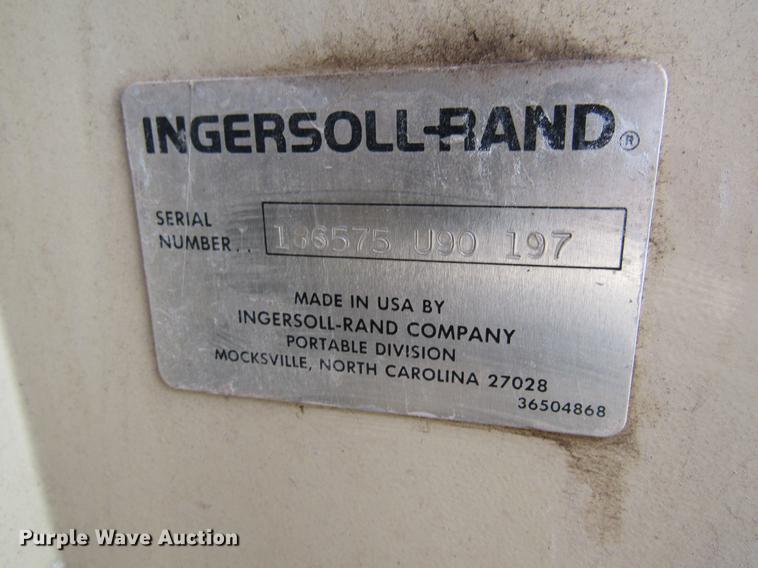 INGERSOLL-RAND®
SERIAL
NUMBER.. 186575 U90 197
MADE IN USA BY
INGERSOLL-RAND COMPANY
PORTABLE DIVISION
MOCKSVILLE, NORTH CAROLINA 27028
36504868
Purple Wave Auction